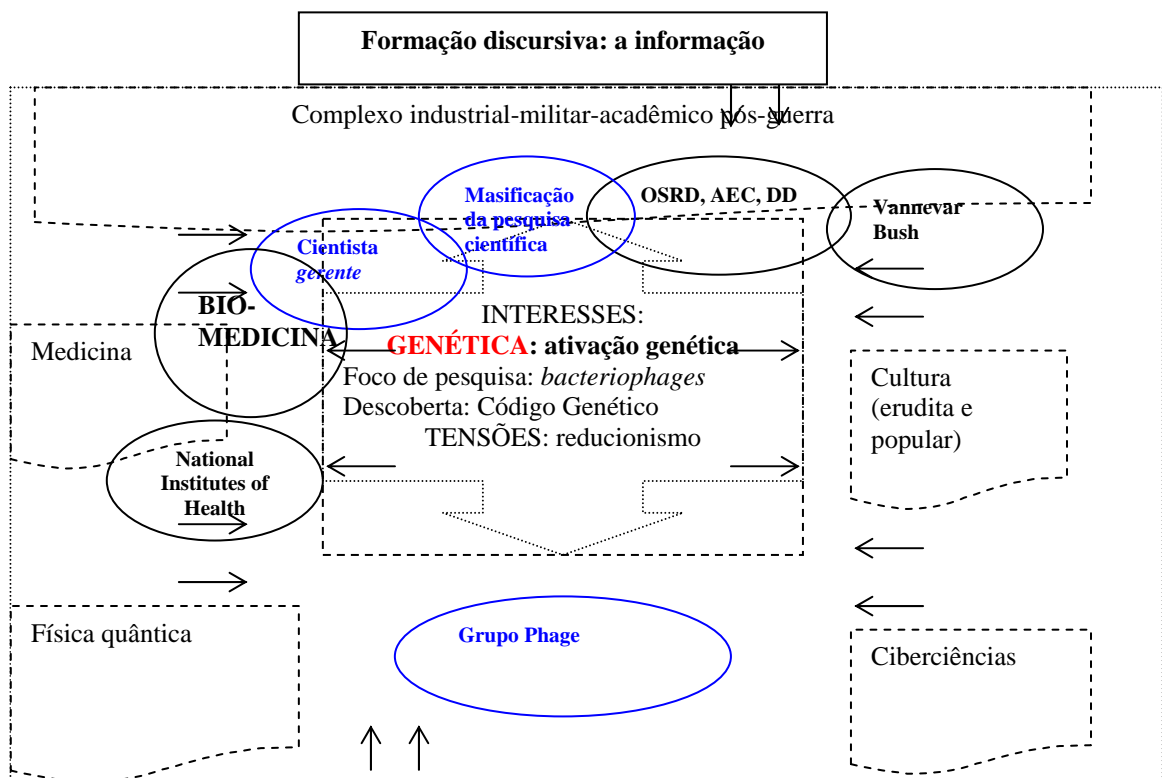 Formação discursiva: a informação
Complexo industrial-militar-acadêmico pós-guerra
Masificação
da pesquisa
científica
OSRD, AEC, DD
Vannevar
Bush
Cientista
gerente
BIO-
MEDICINA
INTERESSES:
GENÉTICA: ativação genética
Foco de pesquisa: bacteriophages
Descoberta: Código Genético
TENSÕES: reducionismo
Medicina
Cultura
(erudita e
popular)
National
Institutes of
Health
Física quântica
Grupo Phage
Ciberciências